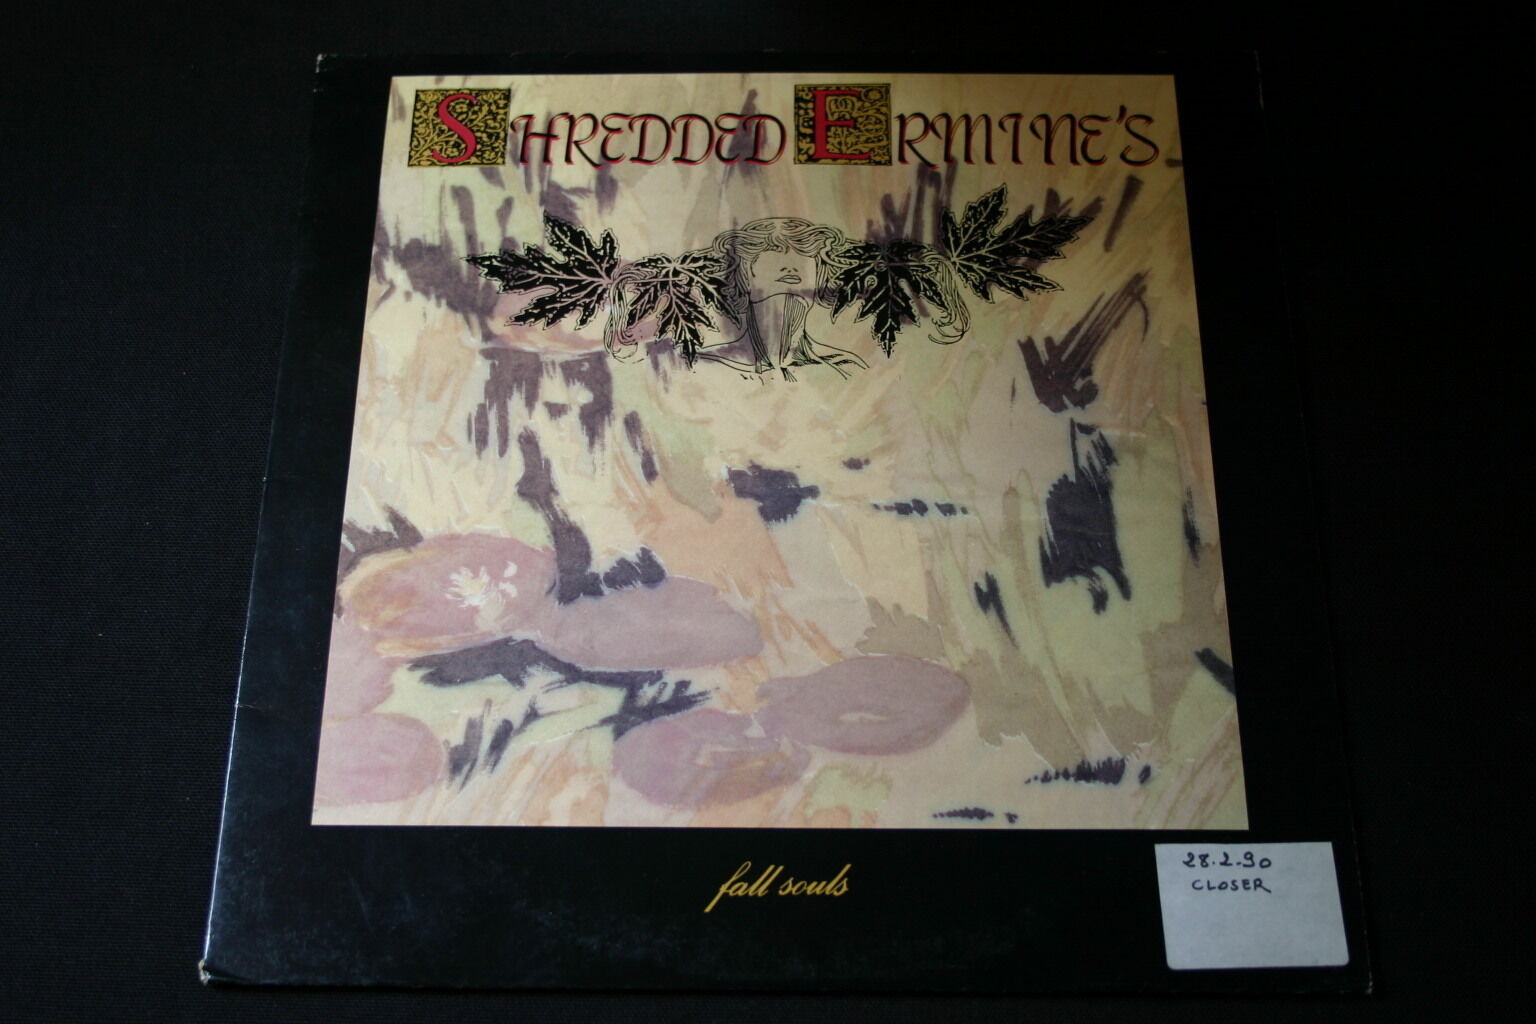 SHREDDED ERMINE'S
fall souls
28.2.90
CLOSER